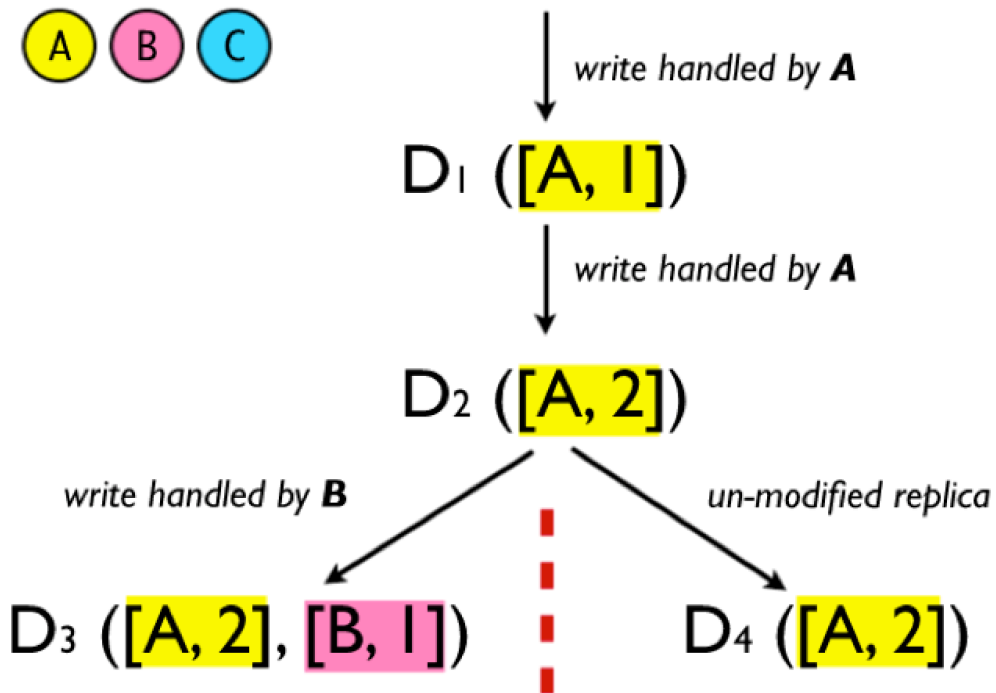 A B C
write handled by A
D1 ([A, 1])
write handled by A
D2 ([A, 2])
write handled by B
un-modified replica
D3 ([A, 2], [B, 1])
D4 ([A, 2])